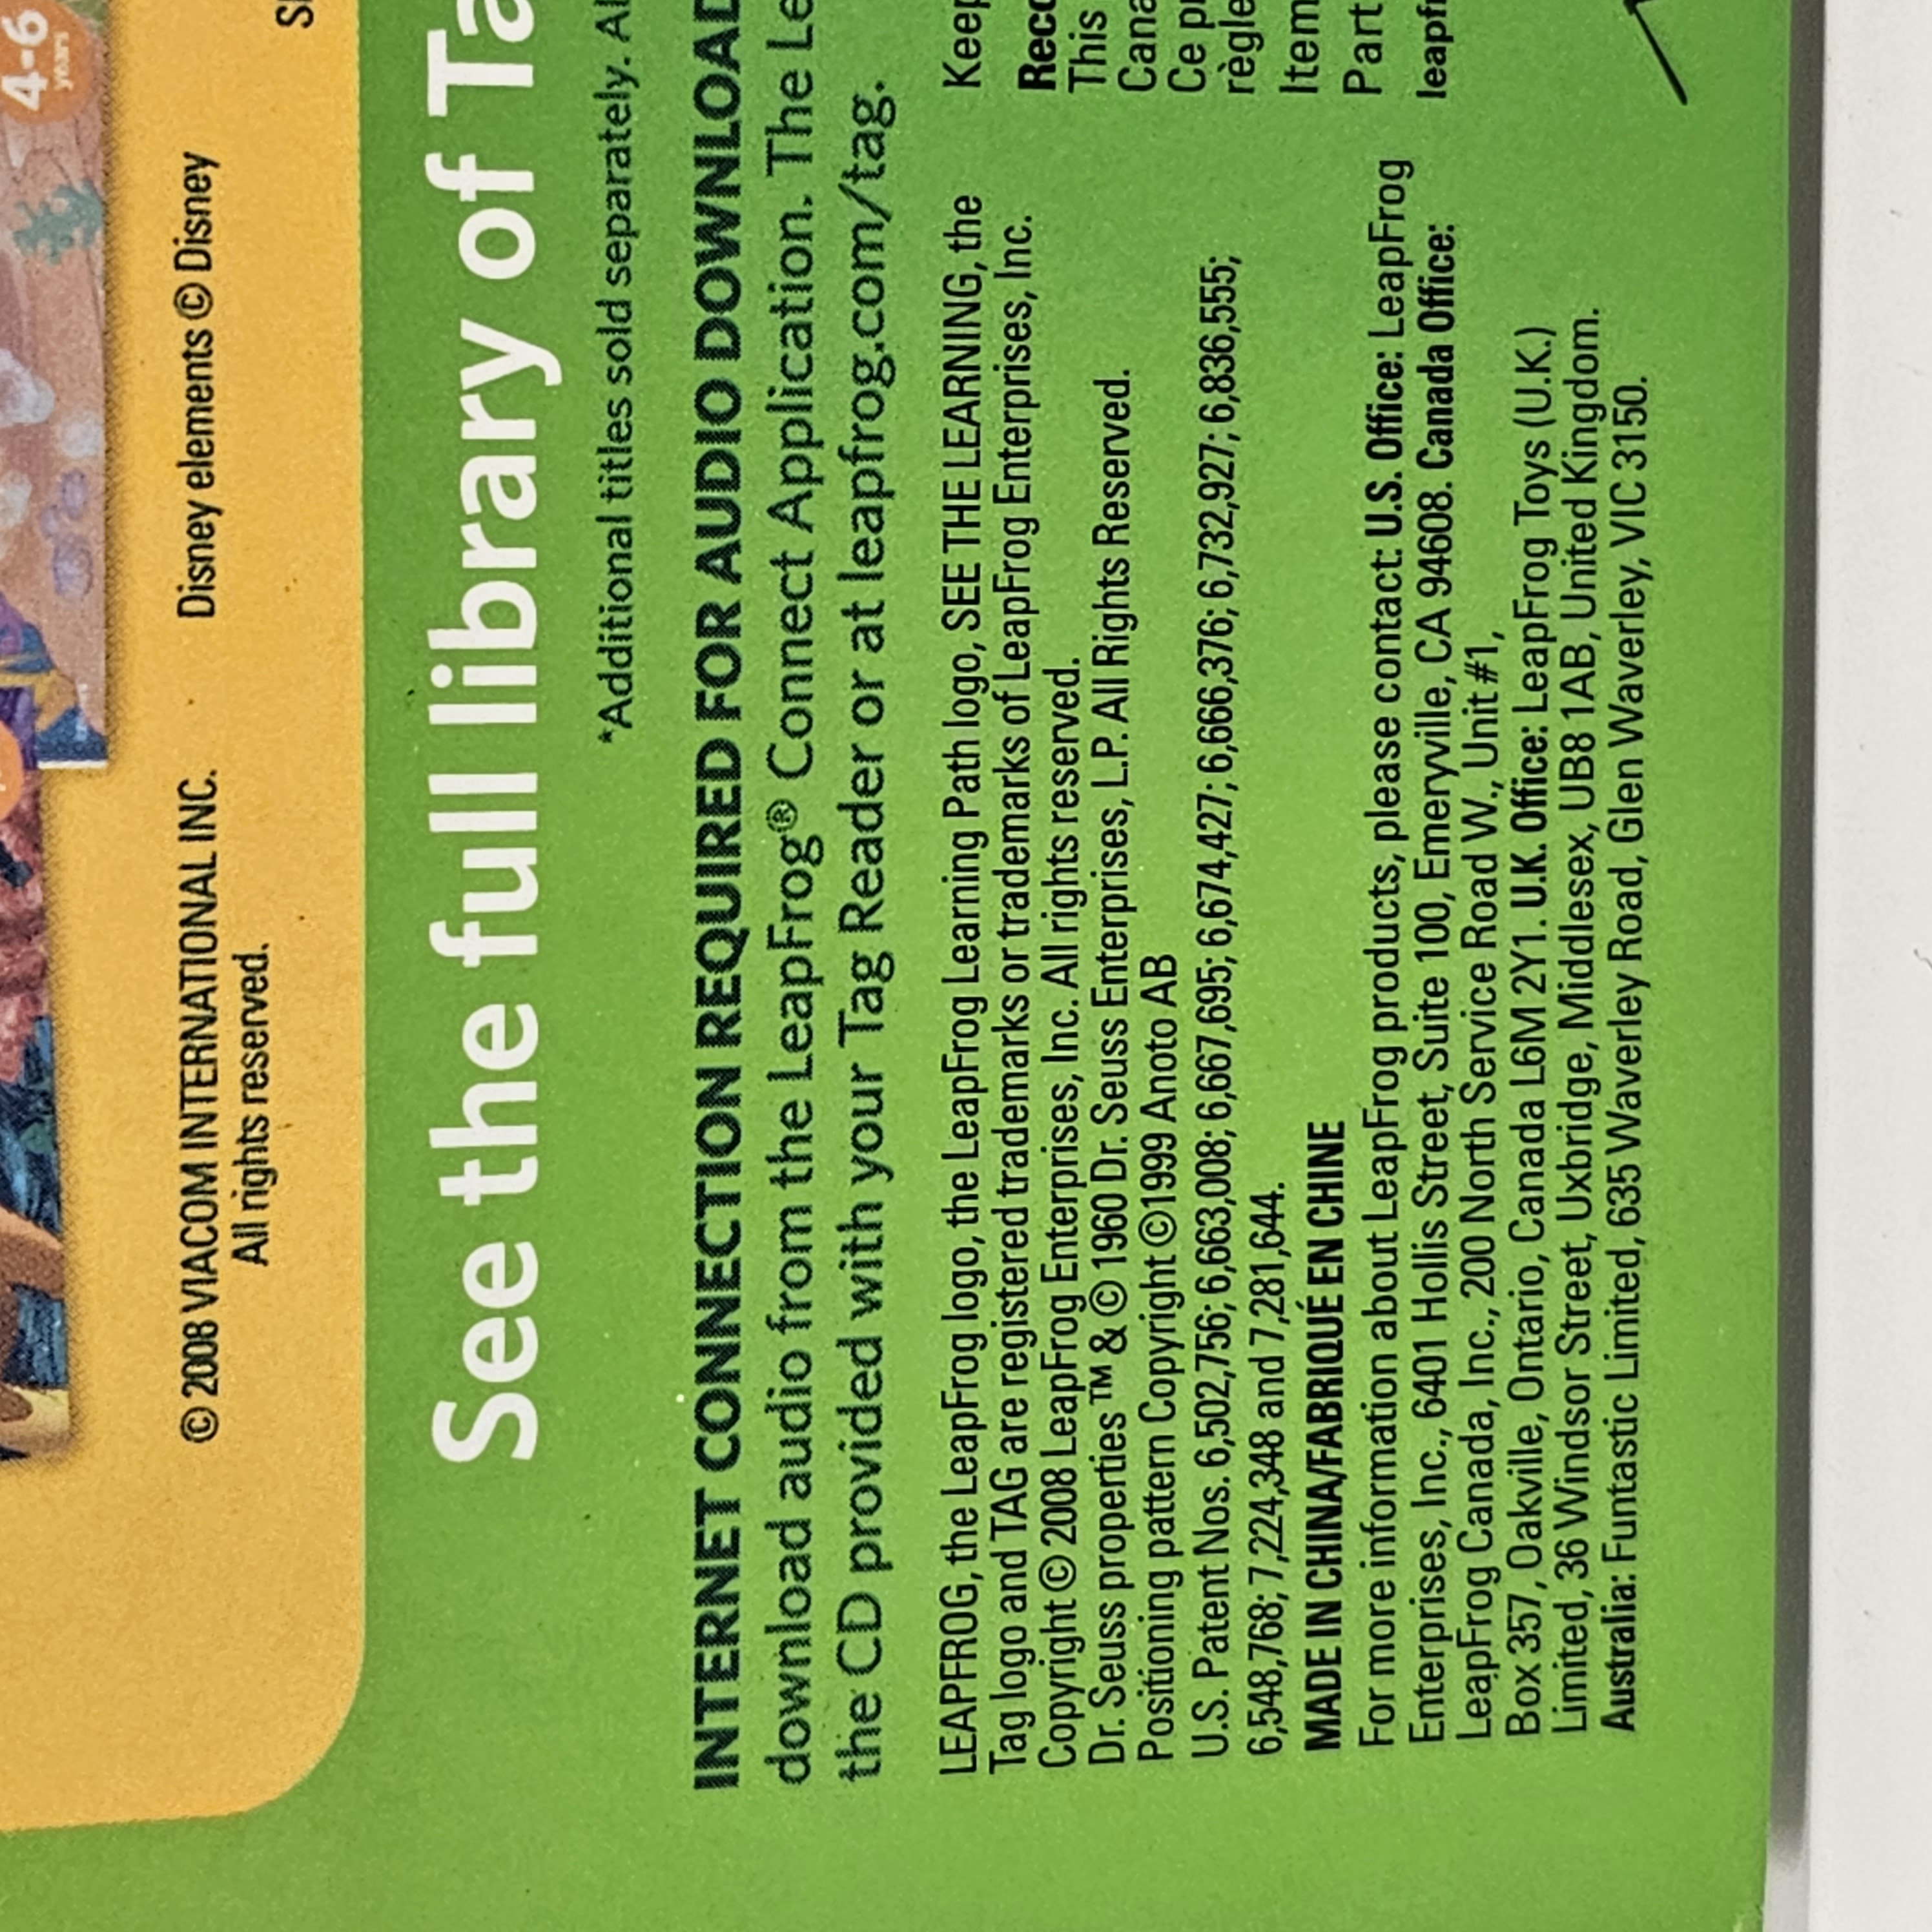 4-6
years
© 2008 VIACOM INTERNATIONAL INC.
All rights reserved.
Disney elements © Disney
See the full library of Ta
*Additional titles sold separately. Al
INTERNET CONNECTION REQUIRED FOR AUDIO DOWNLOAD
download audio from the LeapFrog® Connect Application. The Le
the CD provided with your Tag Reader or at leapfrog.com/tag.
LEAPFROG, the LeapFrog logo, the LeapFrog Learning Path logo, SEE THE LEARNING, the
Tag logo and TAG are registered trademarks or trademarks of LeapFrog Enterprises, Inc.
Copyright © 2008 LeapFrog Enterprises, Inc. All rights reserved.
Dr. Seuss properties ™ & © 1960 Dr. Seuss Enterprises, L.P. All Rights Reserved.
Positioning pattern Copyright ©1999 Anoto AB
U.S. Patent Nos. 6,502,756; 6,663,008; 6,667,695; 6,674,427; 6,666,376; 6,732,927; 6,836,555;
6,548,768; 7,224,348 and 7,281,644.
MADE IN CHINA/FABRIQUÉ EN CHINE
For more information about LeapFrog products, please contact: U.S. Office: LeapFrog
Enterprises, Inc., 6401 Hollis Street, Suite 100, Emeryville, CA 94608. Canada Office:
LeapFrog Canada, Inc., 200 North Service Road W., Unit #1,
Box 357, Oakville, Ontario, Canada L6M 2Y1. U.K. Office: LeapFrog Toys (U.K.)
Limited, 36 Windsor Street, Uxbridge, Middlesex, UB8 1AB, United Kingdom.
Australia: Funtastic Limited, 635 Waverley Road, Glen Waverley, VIC 3150.
Keep
Reco
This
Cana
Ce pr
règle
Item
Part
leapfr